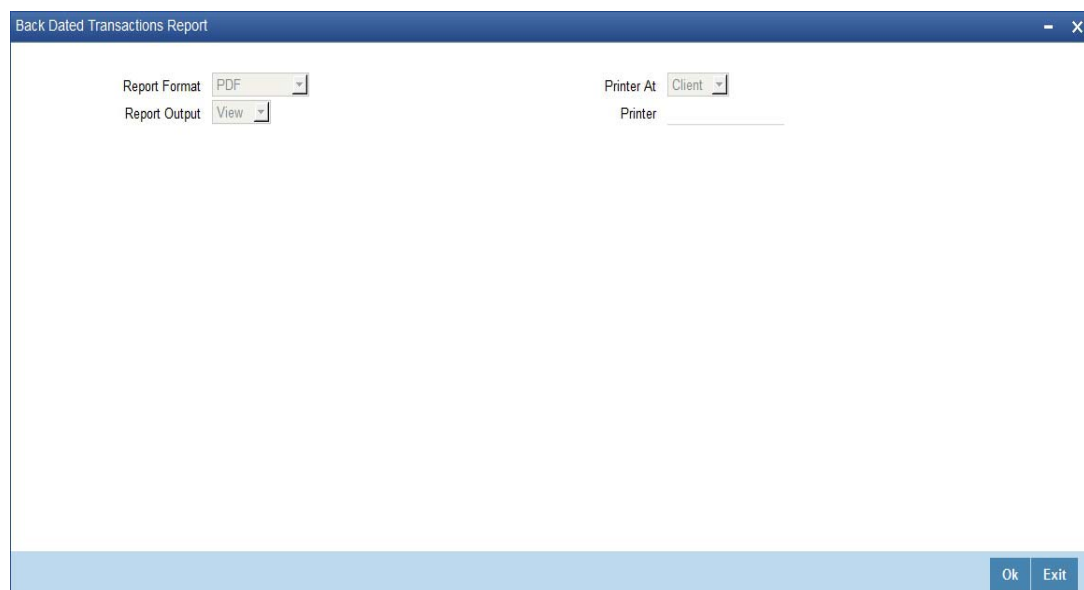 Back Dated Transactions Report
Report Format PDF
Printer At Client
Report Output View
Printer
Ok Exit